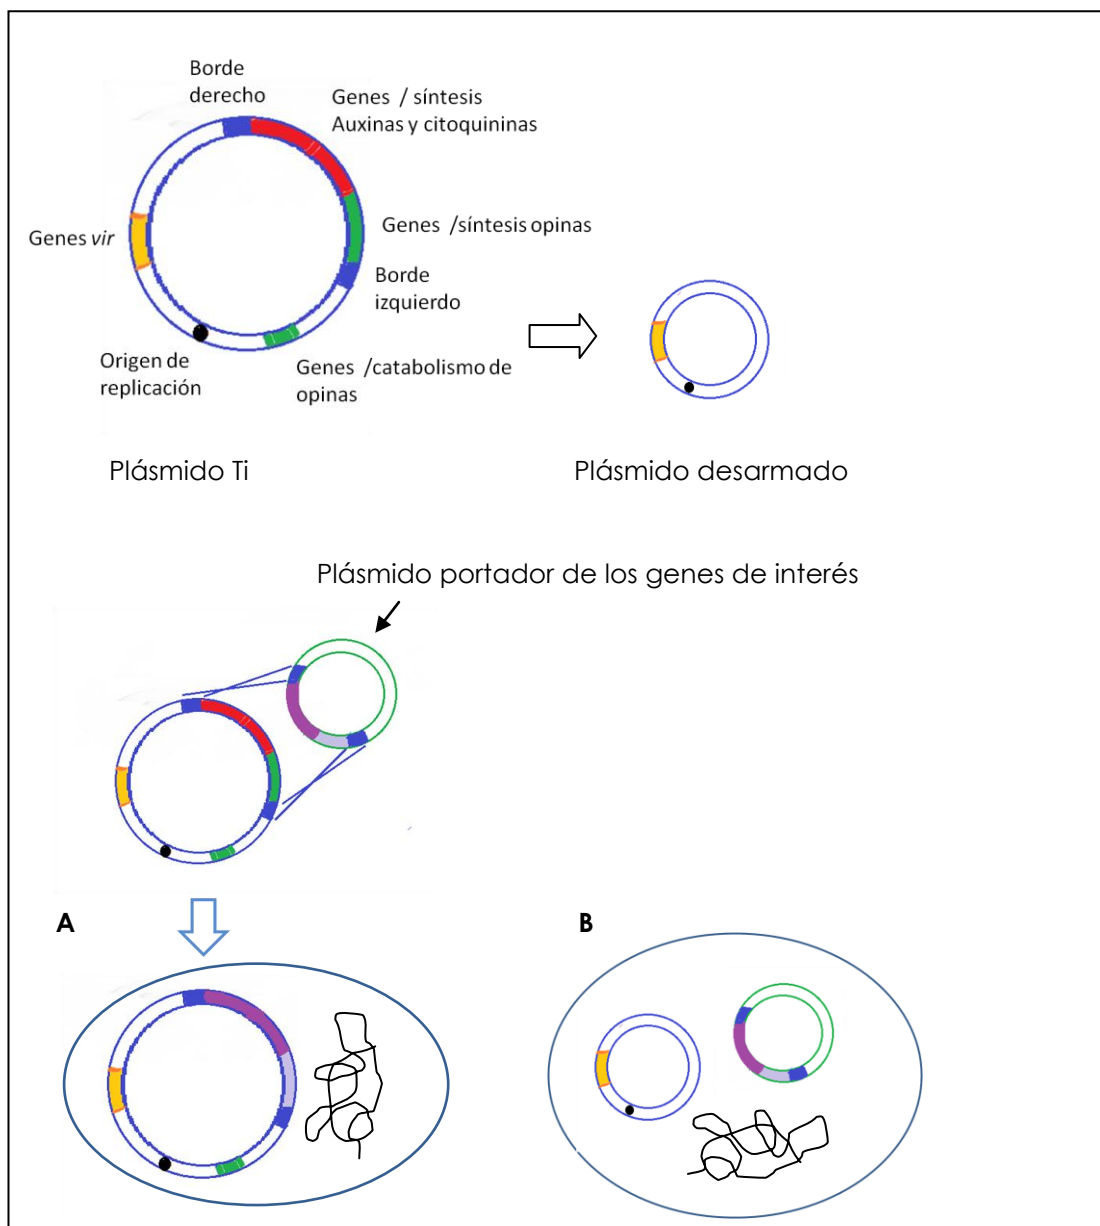 Borde
derecho
Genes / síntesis
Auxinas y citoquininas
Genes vir
Genes /síntesis opinas
Borde
izquierdo
Origen de
replicación
Genes /catabolismo de
opinas
Plásmido Ti
Plásmido desarmado
Plásmido portador de los genes de interés
A
B